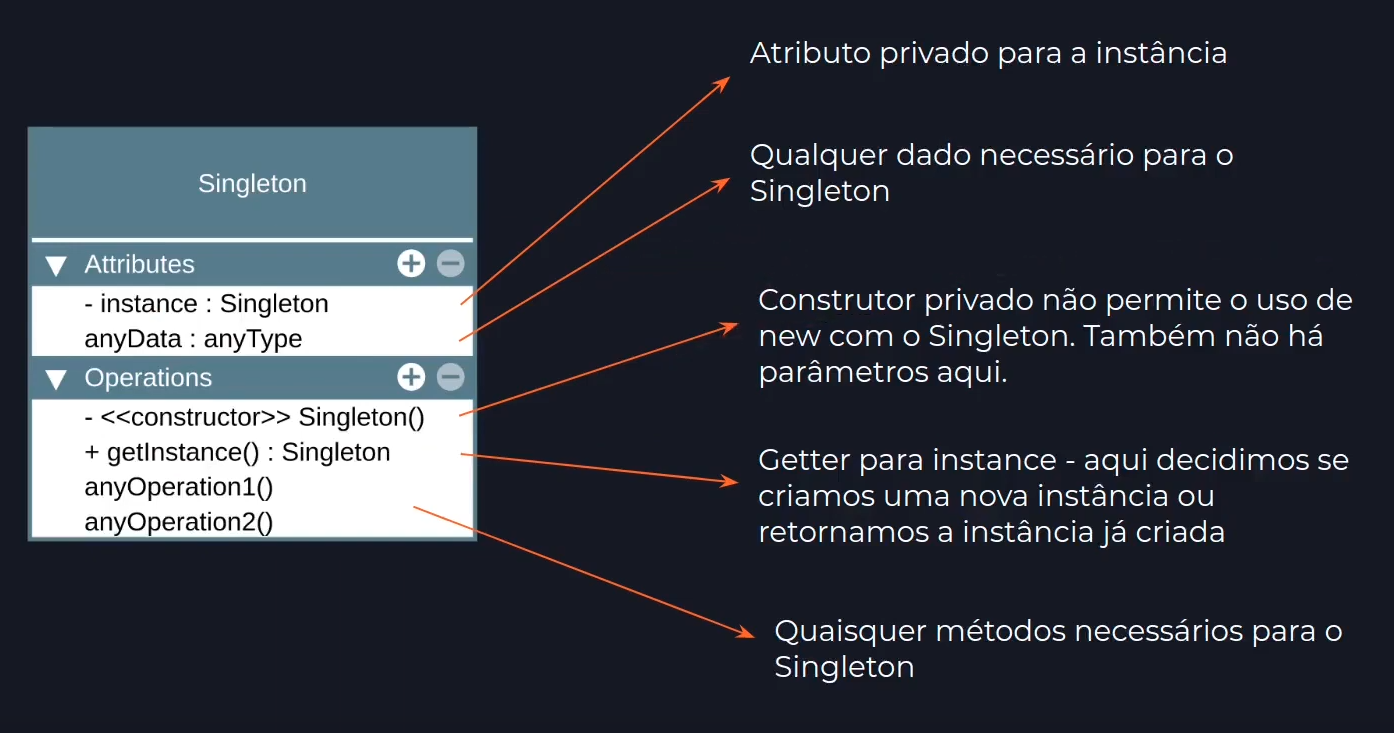 Singleton
Attributes
- instance : Singleton
anyData : anyType
Operations
- <<constructor>> Singleton()
+ getInstance() : Singleton
anyOperation1()
anyOperation2()
Atributo privado para a instância
Qualquer dado necessário para o
Singleton
Construtor privado não permite o uso de
new com o Singleton. Também não há
parâmetros aqui.
Getter para instance - aqui decidimos se
criamos uma nova instância ou
retornamos a instância já criada
Quaisquer métodos necessários para o
Singleton